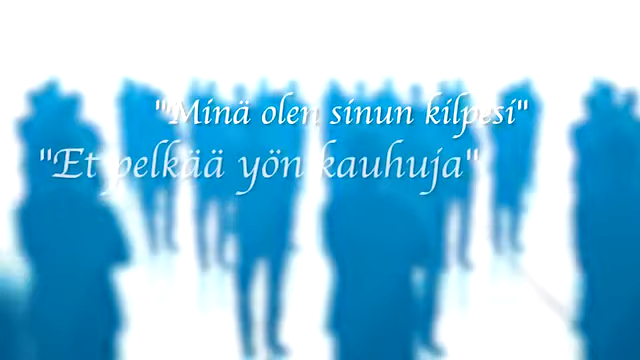 "Minä olen sinun kilpesi"
"Et pelkää yön kauhuja"